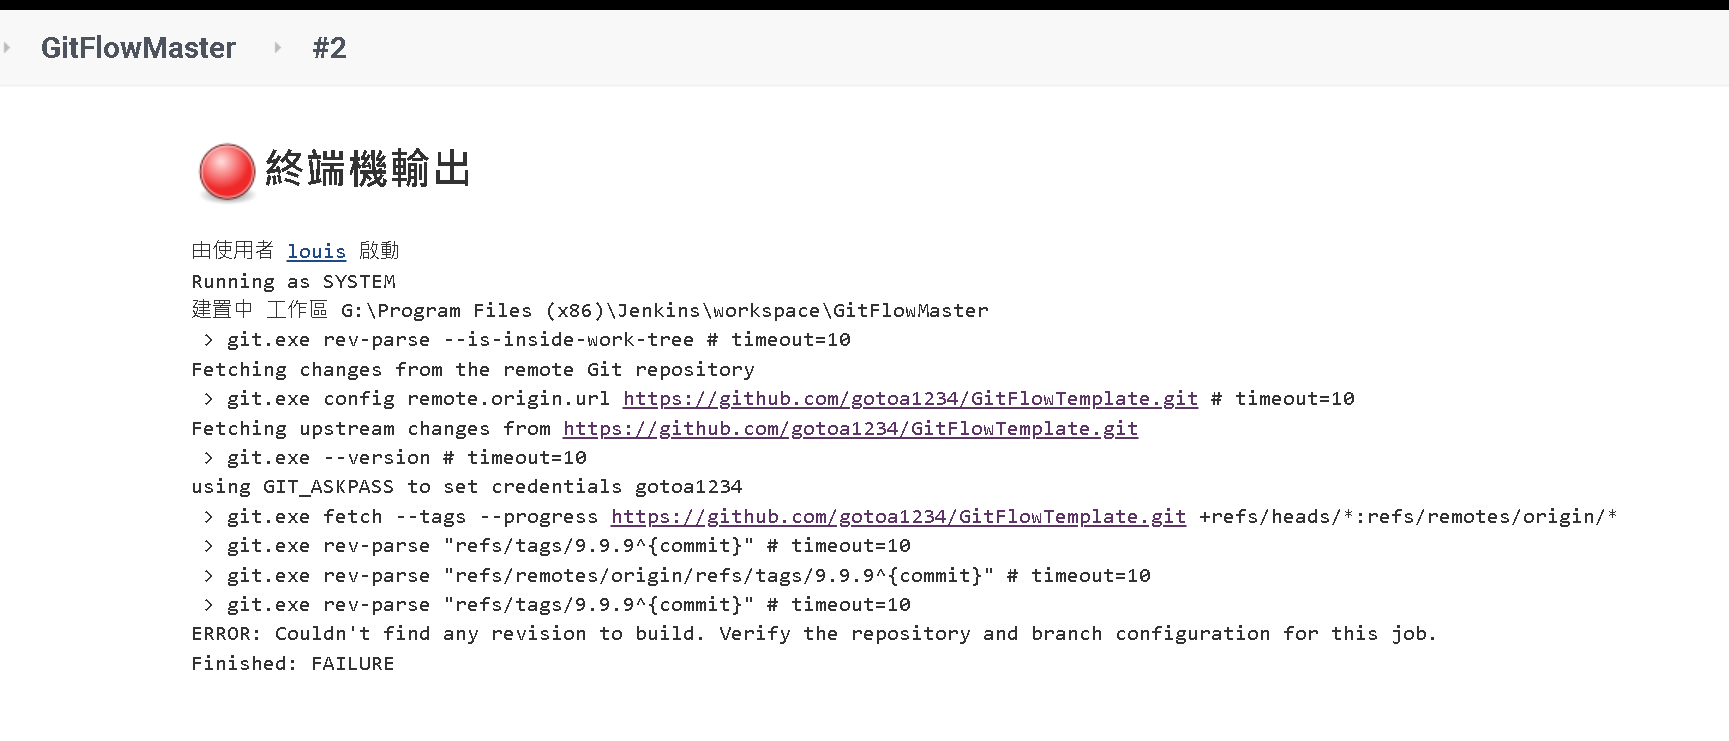 GitFlowMaster #2
終端機輸出
由使用者 louis 啟動
Running as SYSTEM
建置中 工作區 G:\Program Files (x86)\Jenkins\workspace\GitFlowMaster
> git.exe rev-parse --is-inside-work-tree # timeout=10
Fetching changes from the remote Git repository
> git.exe config remote.origin.url https://github.com/gotoa1234/GitFlowTemplate.git # timeout=10
Fetching upstream changes from https://github.com/gotoa1234/GitFlowTemplate.git
> git.exe --version # timeout=10
using GIT_ASKPASS to set credentials gotoa1234
> git.exe fetch --tags --progress https://github.com/gotoa1234/GitFlowTemplate.git +refs/heads/*:refs/remotes/origin/*
> git.exe rev-parse "refs/tags/9.9.9^{commit}" # timeout=10
> git.exe rev-parse "refs/remotes/origin/refs/tags/9.9.9^{commit}" # timeout=10
> git.exe rev-parse "refs/tags/9.9.9^{commit}" # timeout=10
ERROR: Couldn't find any revision to build. Verify the repository and branch configuration for this job.
Finished: FAILURE